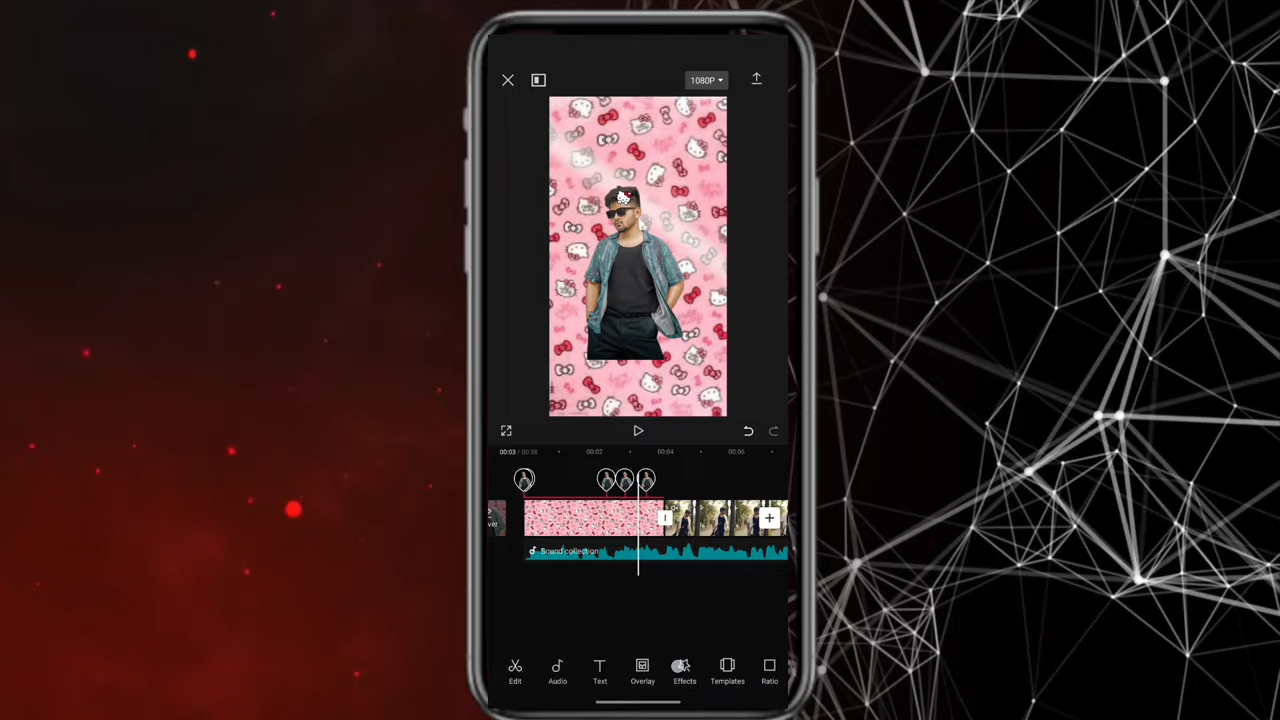 1080P
00:03 / 00:38
00:02
00:04
00:06
ver
Sound collection
Edit
Audio
Text
Overlay
Effects
Templates
Ratio